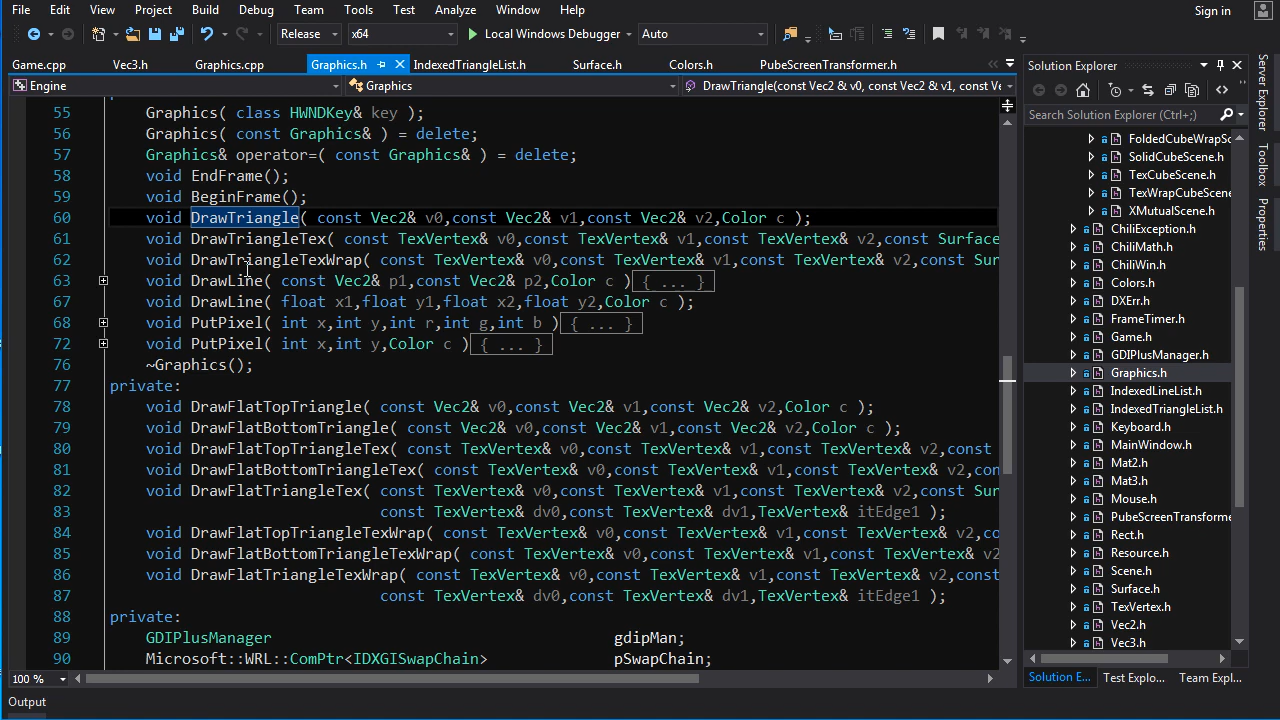 File Edit View Project Build Debug Team Tools Test Analyze Window Help Sign in
Release x64 Local Windows Debugger Auto
Game.cpp Vec3.h Graphics.cpp Graphics.h IndexedTriangleList.h Surface.h Colors.h PubeScreenTransformer.h
Engine Graphics DrawTriangle(const Vec2 & v0, const Vec2 & v1, const Ve
55 Graphics( class HWNDKey& key );
56 Graphics( const Graphics& ) = delete;
57 Graphics& operator=( const Graphics& ) = delete;
58 void EndFrame();
59 void BeginFrame();
60 void DrawTriangle( const Vec2& v0,const Vec2& v1,const Vec2& v2,Color c );
61 void DrawTriangleTex( const TexVertex& v0,const TexVertex& v1,const TexVertex& v2,const Surface
62 void DrawTriangleTexWrap( const TexVertex& v0,const TexVertex& v1,const TexVertex& v2,const Sur
63 void DrawLine( const Vec2& p1,const Vec2& p2,Color c ){ ... }
67 void DrawLine( float x1,float y1,float x2,float y2,Color c );
68 void PutPixel( int x,int y,int r,int g,int b ){ ... }
72 void PutPixel( int x,int y,Color c ){ ... }
76 ~Graphics();
77 private:
78 void DrawFlatTopTriangle( const Vec2& v0,const Vec2& v1,const Vec2& v2,Color c );
79 void DrawFlatBottomTriangle( const Vec2& v0,const Vec2& v1,const Vec2& v2,Color c );
80 void DrawFlatTopTriangleTex( const TexVertex& v0,const TexVertex& v1,const TexVertex& v2,const
81 void DrawFlatBottomTriangleTex( const TexVertex& v0,const TexVertex& v1,const TexVertex& v2,co
82 void DrawFlatTriangleTex( const TexVertex& v0,const TexVertex& v1,const TexVertex& v2,const Sur
83 const TexVertex& dv0,const TexVertex& dv1,TexVertex& itEdge1 );
84 void DrawFlatTopTriangleTexWrap( const TexVertex& v0,const TexVertex& v1,const TexVertex& v2,co
85 void DrawFlatBottomTriangleTexWrap( const TexVertex& v0,const TexVertex& v1,const TexVertex& v2
86 void DrawFlatTriangleTexWrap( const TexVertex& v0,const TexVertex& v1,const TexVertex& v2,const
87 const TexVertex& dv0,const TexVertex& dv1,TexVertex& itEdge1 );
88 private:
89 GDIPlusManager gdipMan;
90 Microsoft::WRL::ComPtr<IDXGISwapChain> pSwapChain;
100 %
Output
Solution Explorer
Search Solution Explorer (Ctrl+;)
FoldedCubeWrapSc
SolidCubeScene.h
TexCubeScene.h
TexWrapCubeScene
XMutualScene.h
ChiliException.h
ChiliMath.h
ChiliWin.h
Colors.h
DXErr.h
FrameTimer.h
Game.h
GDIPlusManager.h
Graphics.h
IndexedLineList.h
IndexedTriangleList.h
Keyboard.h
MainWindow.h
Mat2.h
Mat3.h
Mouse.h
PubeScreenTransforme
Rect.h
Resource.h
Scene.h
Surface.h
TexVertex.h
Vec2.h
Vec3.h
Solution E... Test Explo... Team Expl...
Server Explorer
Toolbox
Properties